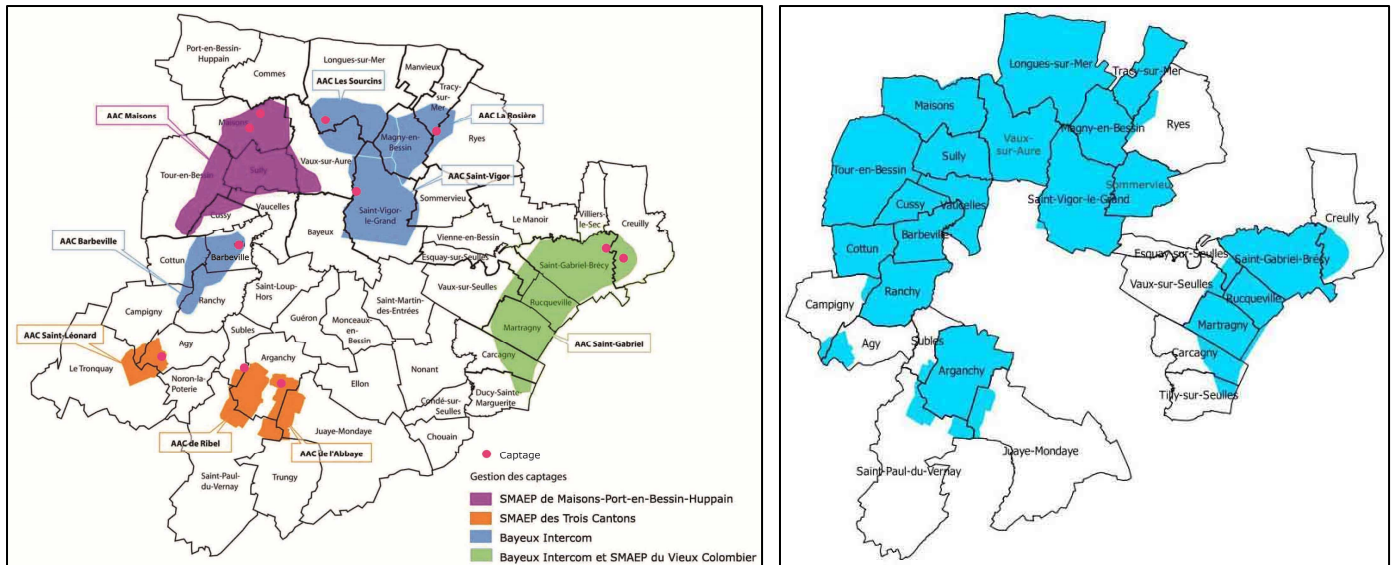 Port-en-Bessin-
Huppain
Commes
Longues-sur-Mer
Manvieux
Tracy-
sur-
Mer
AAC Les Sourcins
AAC Maisons
Maisons
AAC La Rosière
Magny-en-
Bessin
Ryes
Vaux-sur-Aure
Tour-en-Bessin
Sully
AAC Saint-Vigor
Sommervieu
Cussy
Vaucelles
Saint-Vigor-
le-Grand
Le Manoir
Villiers-
le-Sec
Creuilly
Bayeux
AAC Barbeville
Vienne-en-Bessin
Esquay-sur-Seulles
Cottun
Barbeville
Saint-Gabriel-Brécy
Saint-Loup-
Hors
Vaux-sur-Seulles
Ranchy
Rucqueville
Campigny
Guéron
Saint-Martin-
des-Entrées
Monceaux-
en-
Bessin
Martragny
AAC Saint-Léonard
Subles
Agy
AAC Saint-Gabriel
Arganchy
Carcagny
Le Tronquay
Noron-la-
Poterie
Ellon
Nonant
Ducy-Sainte-
Marguerite
Condé-sur-
Seulles
AAC de Ribel
Juaye-Mondaye
Chouain
AAC de l'Abbaye
Saint-Paul-
du-Vernay
Trungy
Captage
Gestion des captages
SMAEP de Maisons-Port-en-Bessin-Huppain
SMAEP des Trois Cantons
Bayeux Intercom
Bayeux Intercom et SMAEP du Vieux Colombier
Longues-sur-Mer
Tracy-sur-Mer
Maisons
Ryes
Magny-en-Bessin
Vaux-
sur-Aure
Sully
Tour-en-Bessin
Sommervieu
Saint-Vigor-le-Grand
Cussy
Vaucelles
Creuilly
Barbeville
Cottun
Esquay-sur-Seulles
Saint-Gabriel-Brécy
Vaux-sur-Seulles
Ranchy
Rucqueville
Campigny
Martragny
Subles
Agy
Carcagny
Arganchy
Tilly-sur-Seulles
Juaye-Mondaye
Saint-Paul-du-Vernay